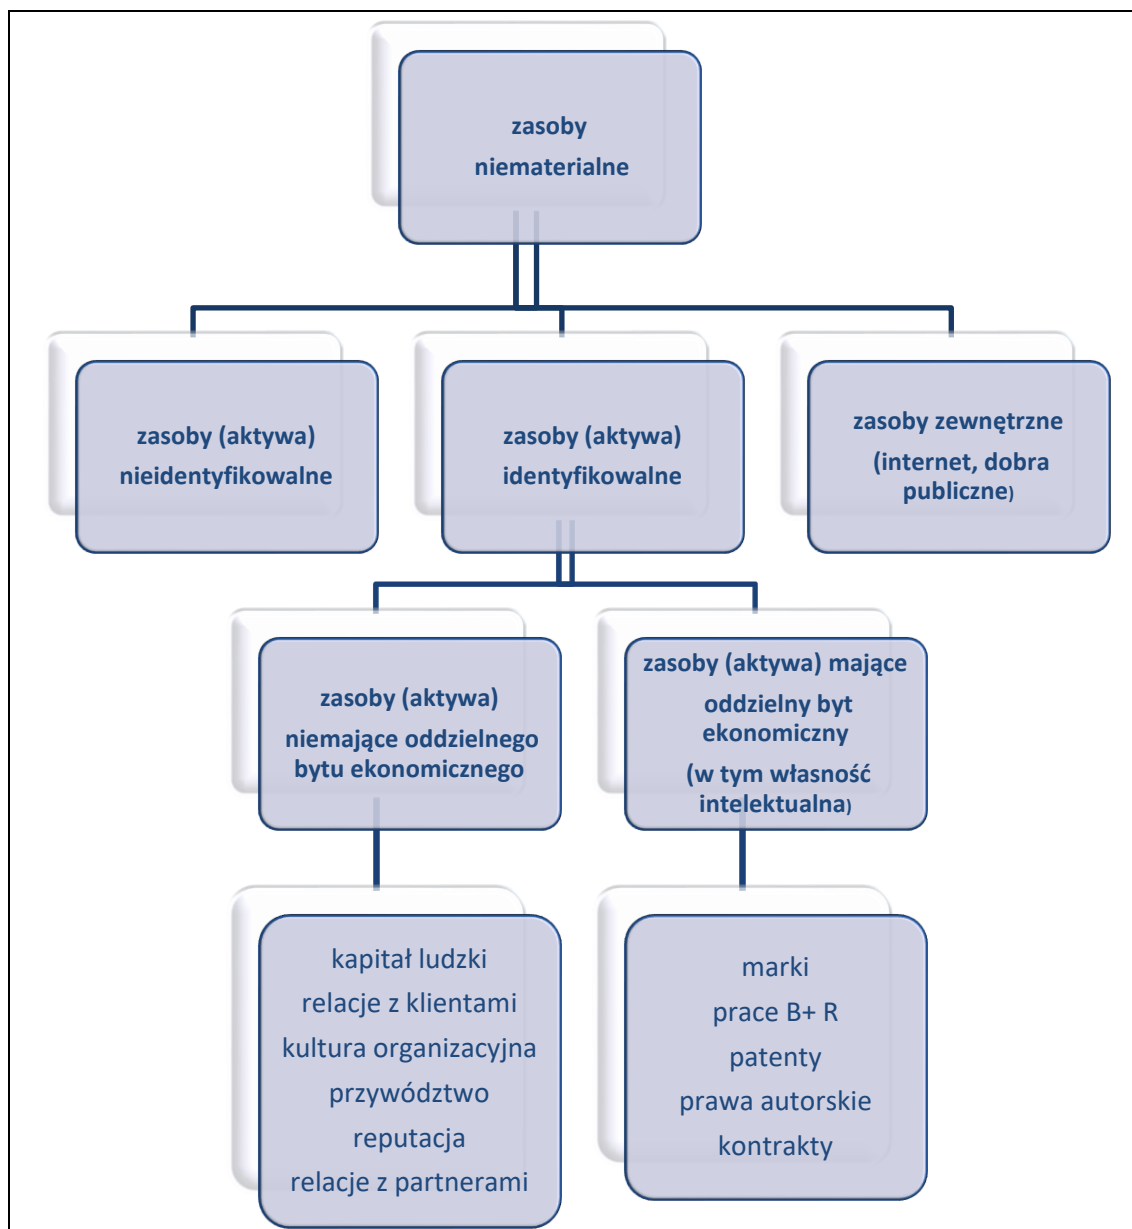 zasoby
niematerialne
zasoby (aktywa)
nieidentyfikowalne
zasoby (aktywa)
identyfikowalne
zasoby zewnętrzne
(internet, dobra
publiczne)
zasoby (aktywa)
niemające oddzielnego
bytu ekonomicznego
zasoby (aktywa) mające
oddzielny byt
ekonomiczny
(w tym własność
intelektualna)
kapitał ludzki
relacje z klientami
kultura organizacyjna
przywództwo
reputacja
relacje z partnerami
marki
prace B+ R
patenty
prawa autorskie
kontrakty